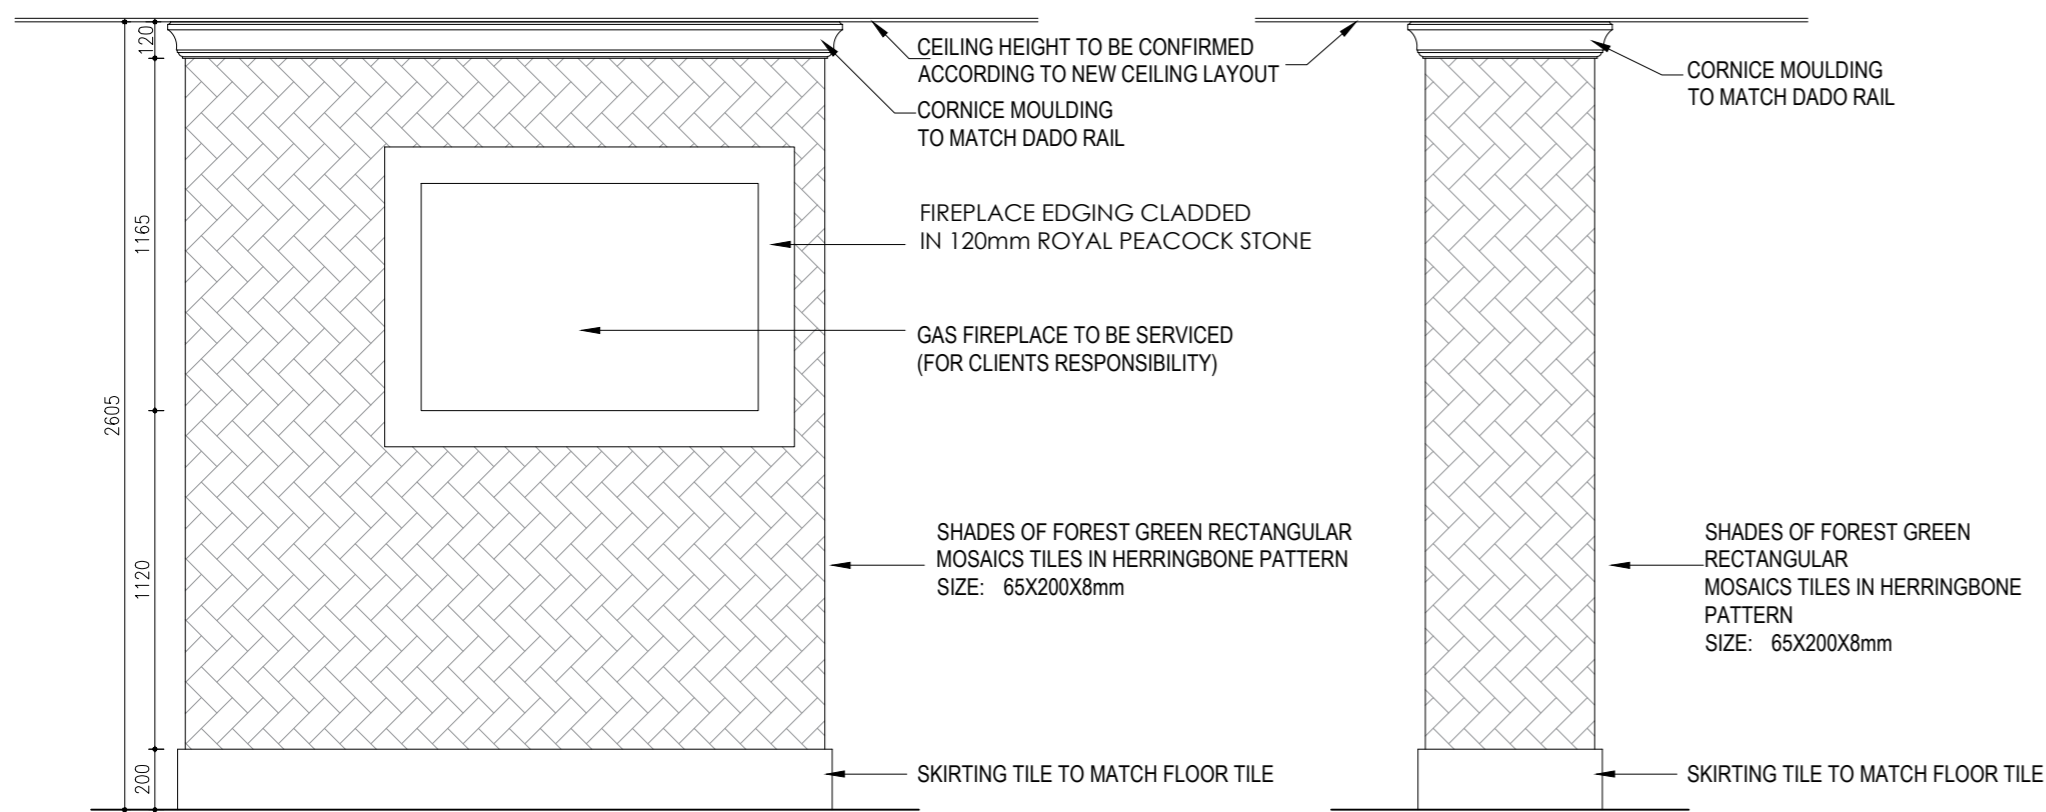 120
1165
2605
1120
200
CEILING HEIGHT TO BE CONFIRMED
ACCORDING TO NEW CEILING LAYOUT
CORNICE MOULDING
TO MATCH DADO RAIL
FIREPLACE EDGING CLADDED
IN 120mm ROYAL PEACOCK STONE
GAS FIREPLACE TO BE SERVICED
(FOR CLIENTS RESPONSIBILITY)
SHADES OF FOREST GREEN RECTANGULAR
MOSAICS TILES IN HERRINGBONE PATTERN
SIZE: 65X200X8mm
SKIRTING TILE TO MATCH FLOOR TILE
CORNICE MOULDING
TO MATCH DADO RAIL
SHADES OF FOREST GREEN
RECTANGULAR
MOSAICS TILES IN HERRINGBONE
PATTERN
SIZE: 65X200X8mm
SKIRTING TILE TO MATCH FLOOR TILE